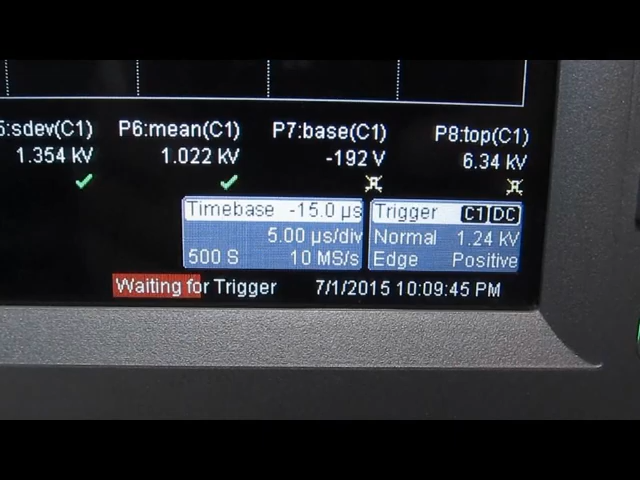 5:sdev(C1) P6:mean(C1) P7:base(C1) P8:top(C1)
1.354 kV 1.022 kV -192 V 6.34 kV
Timebase -15.0 µs Trigger C1 DC
5.00 µs/div Normal 1.24 kV
500 S 10 MS/s Edge Positive
Waiting for Trigger 7/1/2015 10:09:45 PM